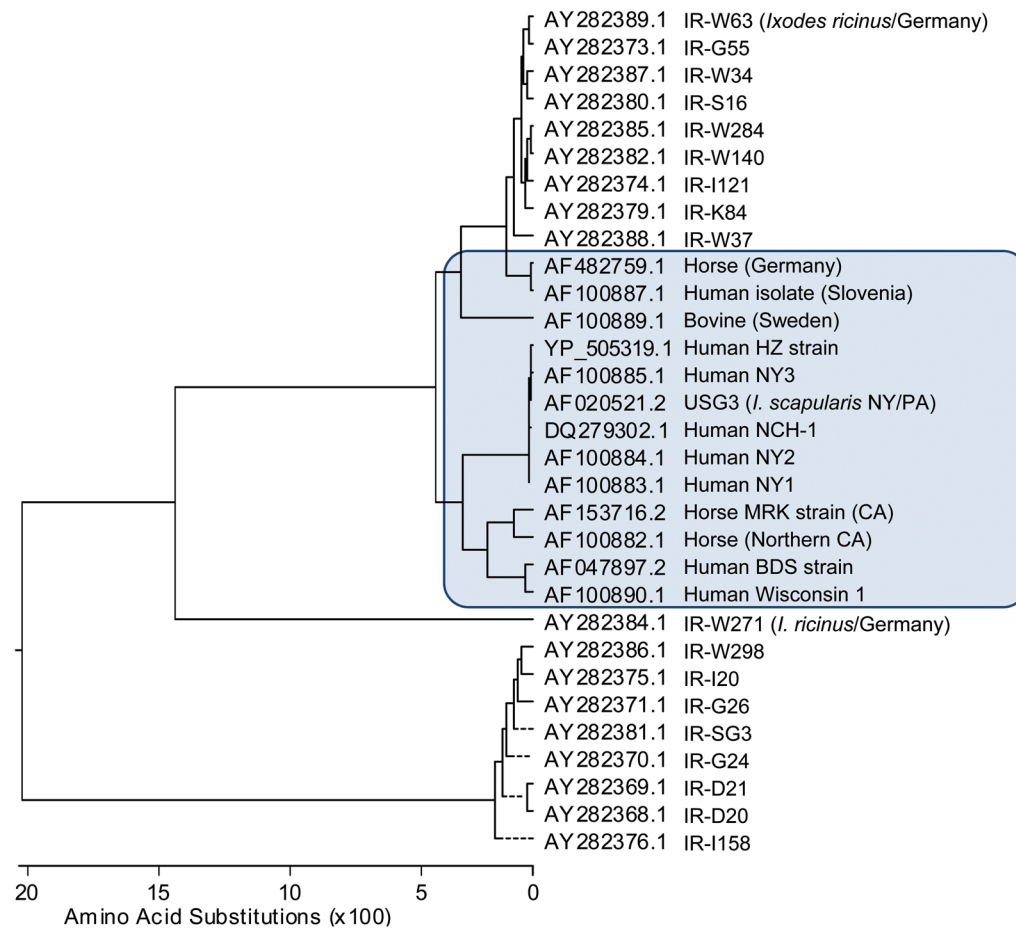 AY282389.1 IR-W63 (Ixodes ricinus/Germany)
AY282373.1 IR-G55
AY282387.1 IR-W34
AY282380.1 IR-S16
AY282385.1 IR-W284
AY282382.1 IR-W140
AY282374.1 IR-I121
AY282379.1 IR-K84
AY282388.1 IR-W37
AF482759.1 Horse (Germany)
AF100887.1 Human isolate (Slovenia)
AF100889.1 Bovine (Sweden)
YP_505319.1 Human HZ strain
AF100885.1 Human NY3
AF020521.2 USG3 (I. scapularis NY/PA)
DQ279302.1 Human NCH-1
AF100884.1 Human NY2
AF100883.1 Human NY1
AF153716.2 Horse MRK strain (CA)
AF100882.1 Horse (Northern CA)
AF047897.2 Human BDS strain
AF100890.1 Human Wisconsin 1
AY282384.1 IR-W271 (I. ricinus/Germany)
AY282386.1 IR-W298
AY282375.1 IR-I20
AY282371.1 IR-G26
AY282381.1 IR-SG3
AY282370.1 IR-G24
AY282369.1 IR-D21
AY282368.1 IR-D20
AY282376.1 IR-I158
20 15 10 5 0
Amino Acid Substitutions (x100)